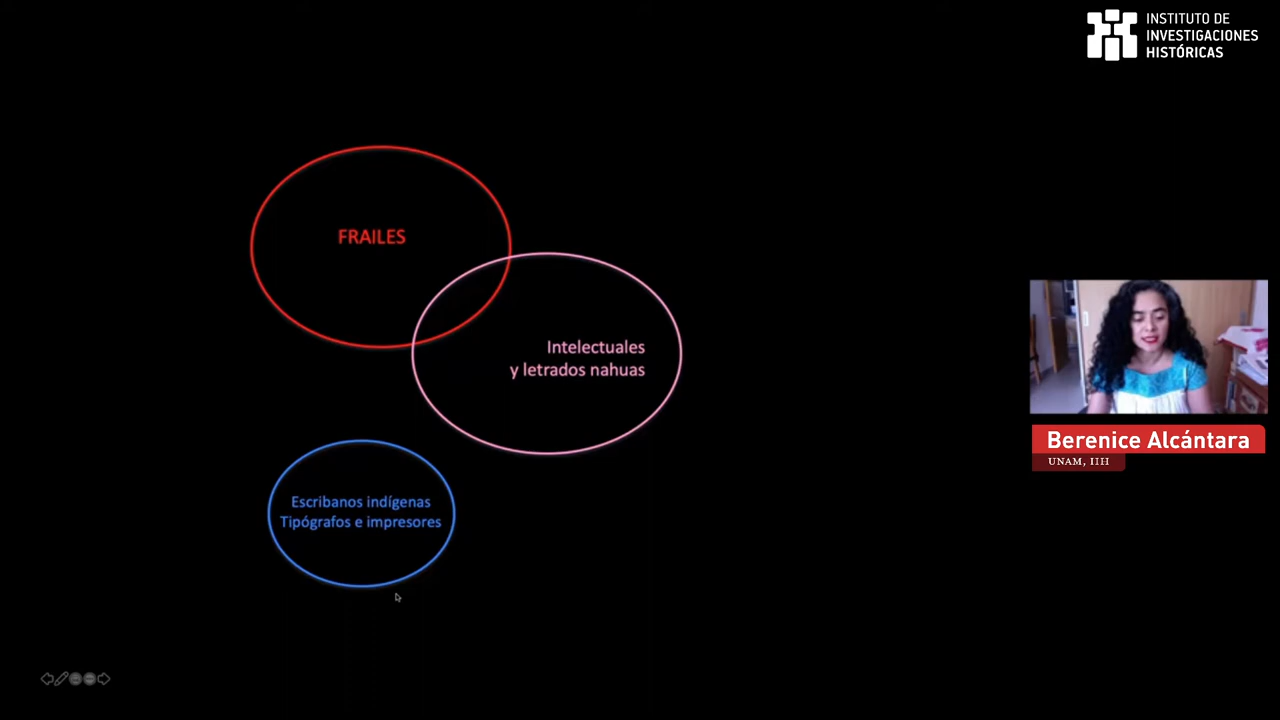 INSTITUTO DE
INVESTIGACIONES
HISTÓRICAS
FRAILES
Intelectuales
y letrados nahuas
Escribanos indígenas
Tipógrafos e impresores
Berenice Alcántara
UNAM, IIH